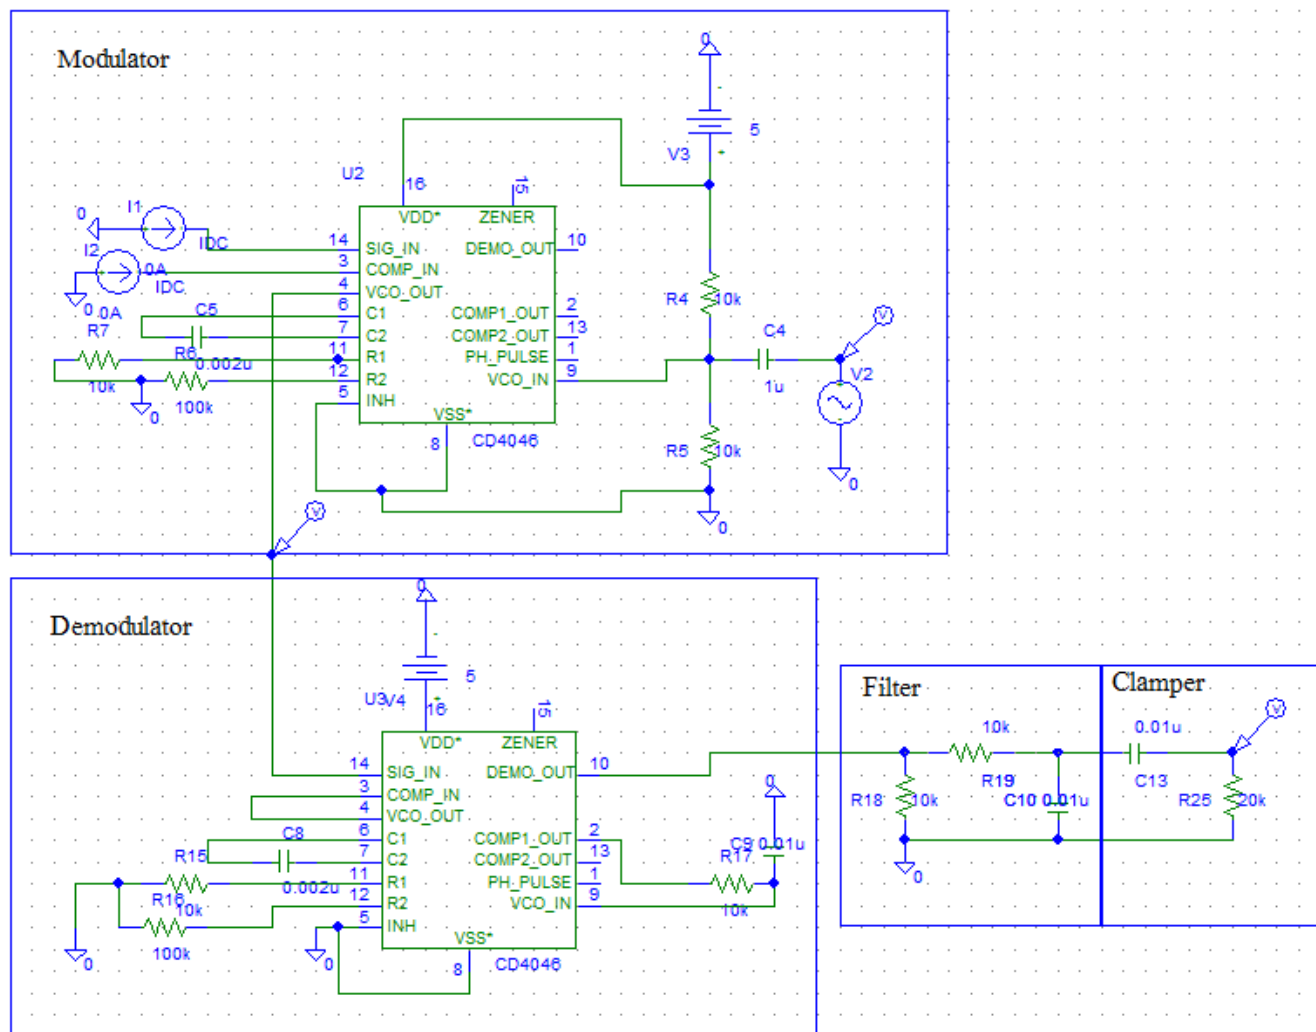 Modulator
0
-
5
V3
+
U2
16
15
VDD*
ZENER
0
I1
IDC
14
SIG_IN
DEMO_OUT
10
I2
0A
3
COMP_IN
IDC
4
VCO_OUT
0
0A
C5
6
C1
COMP1_OUT
2
R4
10k
R7
7
C2
COMP2_OUT
13
C4
R6
0.002u
11
R1
PH_PULSE
1
V2
10k
12
R2
VCO_IN
9
1u
0
100k
5
INH
VSS*
8
CD4046
R5
10k
0
0
V
V
Demodulator
0
-
5
U3
V4
+
16
15
VDD*
ZENER
14
SIG_IN
DEMO_OUT
10
3
COMP_IN
0
4
VCO_OUT
C8
6
C1
COMP1_OUT
2
C9
0.01u
R15
7
C2
COMP2_OUT
13
R17
0.002u
11
R1
PH_PULSE
1
R16
10k
12
R2
VCO_IN
9
10k
5
INH
100k
VSS*
0
0
8
CD4046
Filter
10k
R19
R18
10k
C10
0.01u
0
Clamper
0.01u
V
C13
R25
20k